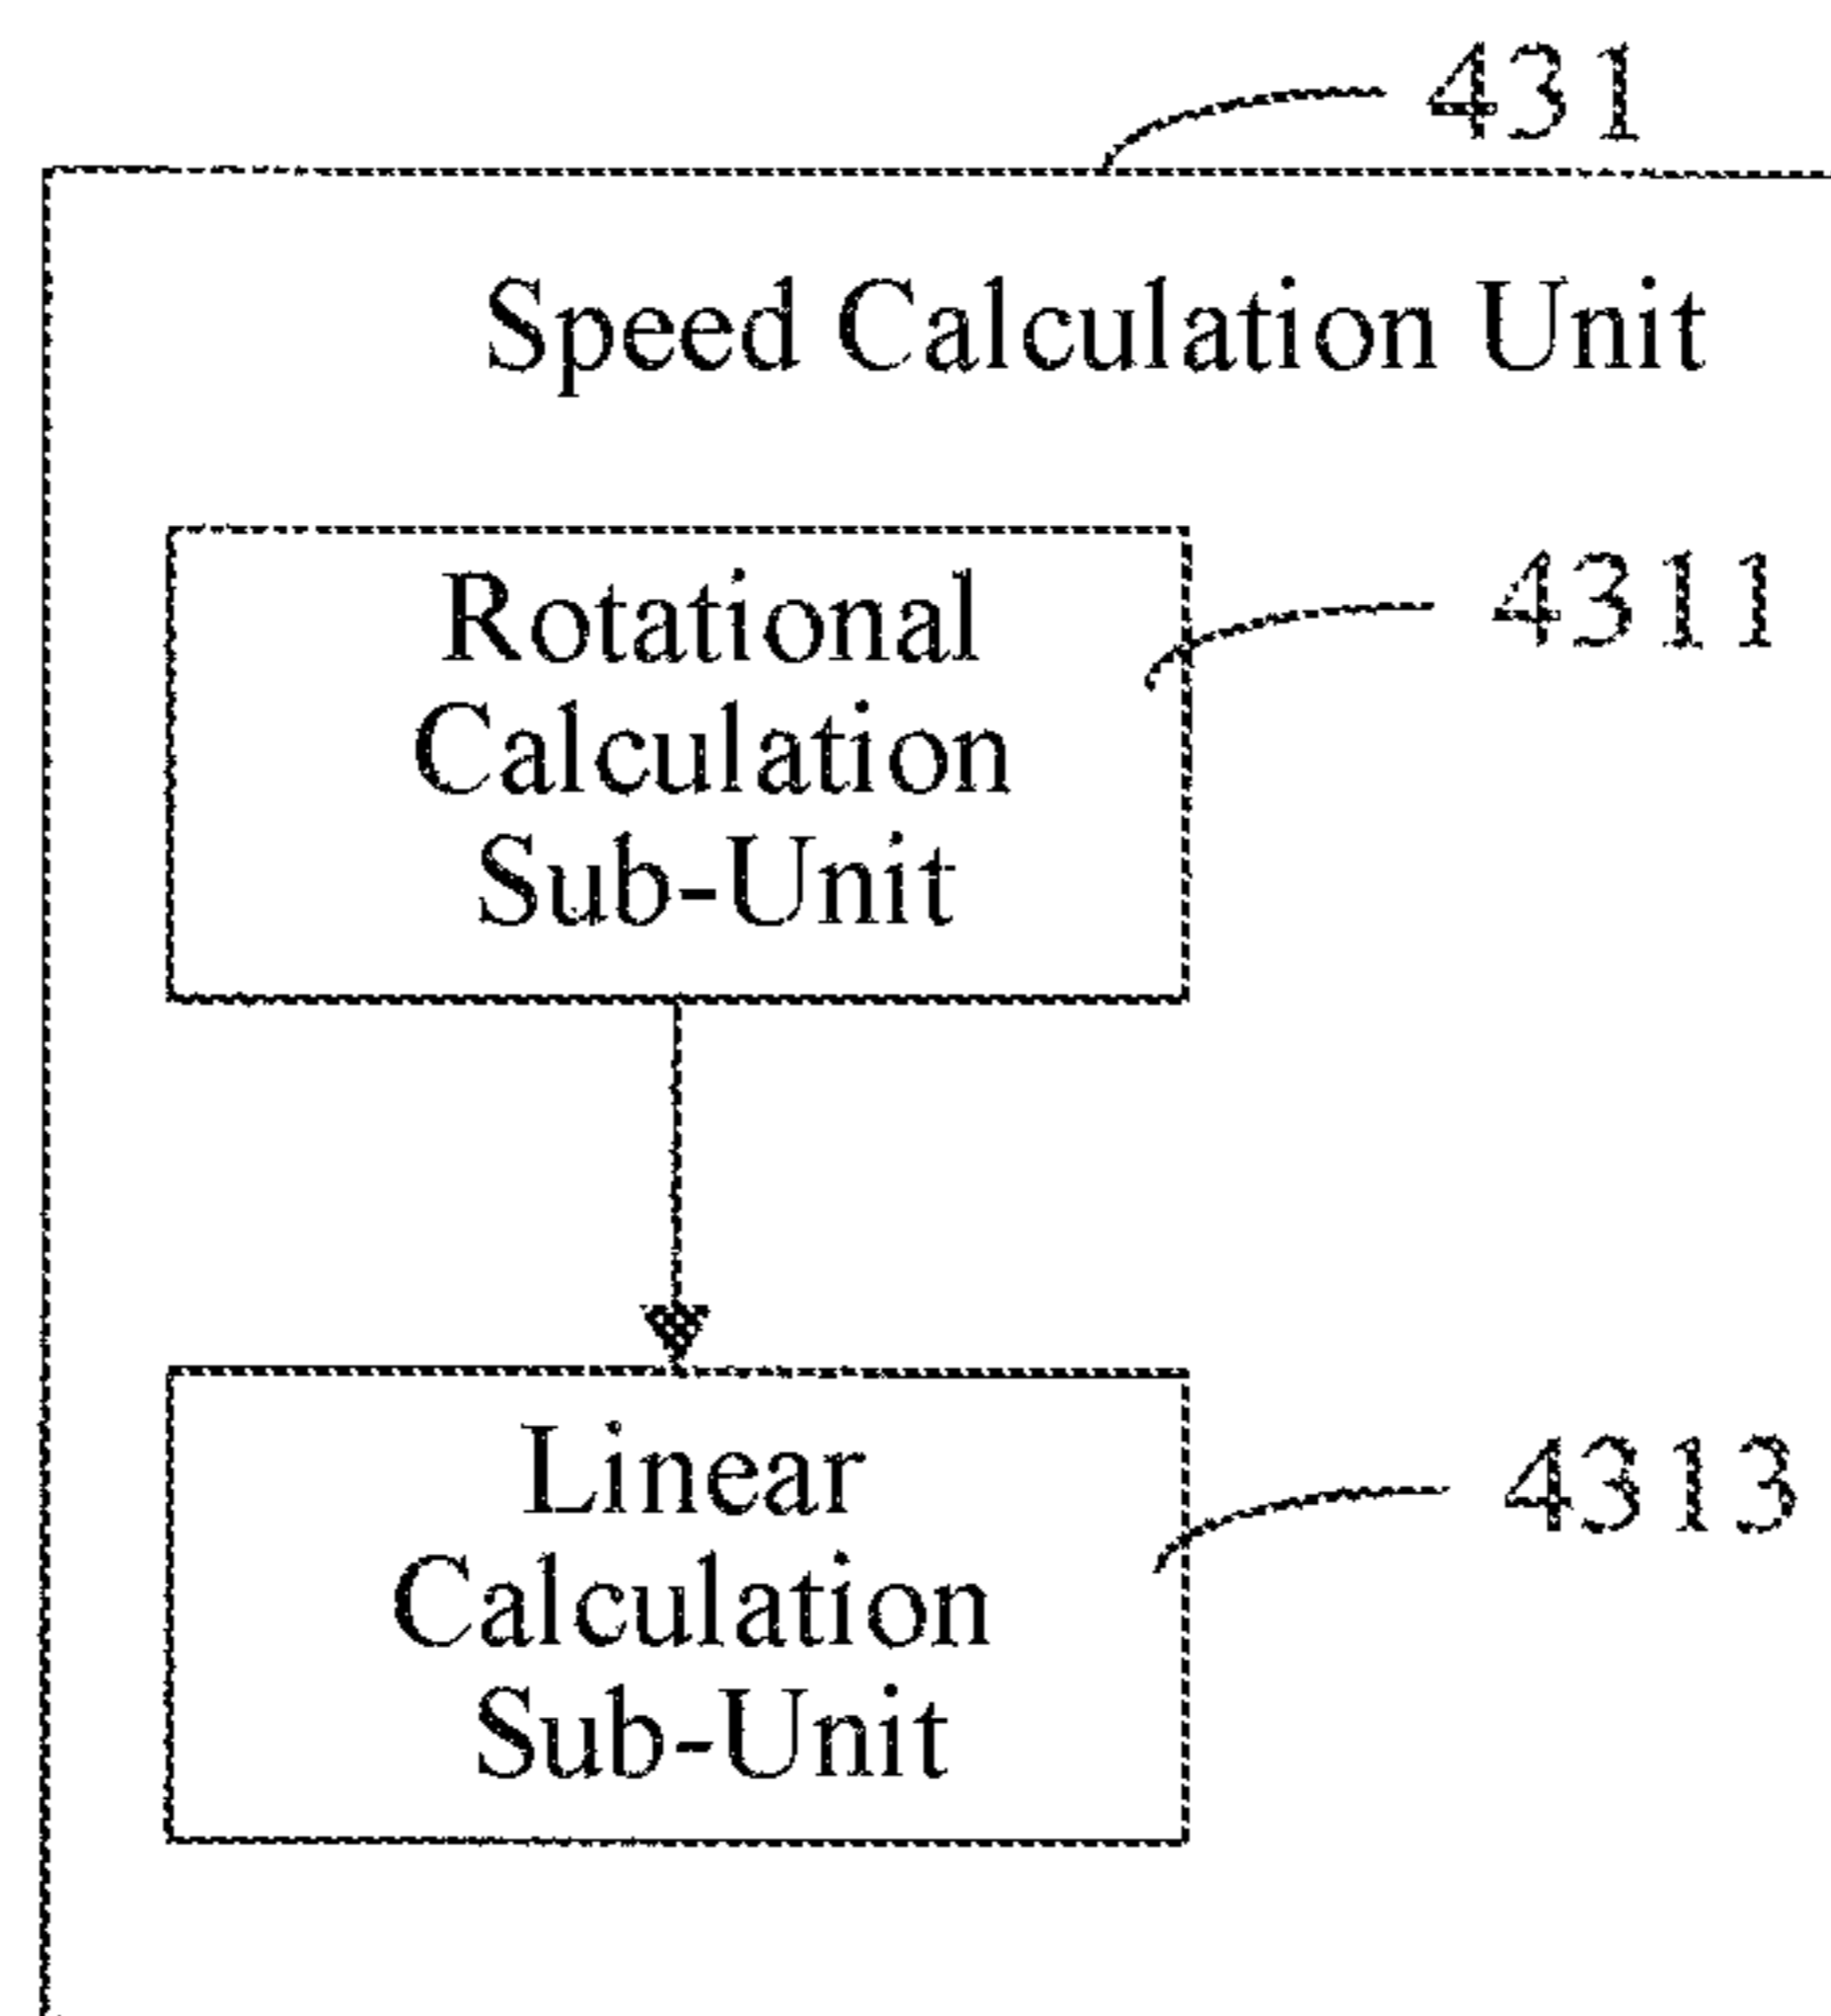 431
Speed Calculation Unit
Rotational
Calculation
Sub-Unit
4311
Linear
Calculation
Sub-Unit
4313